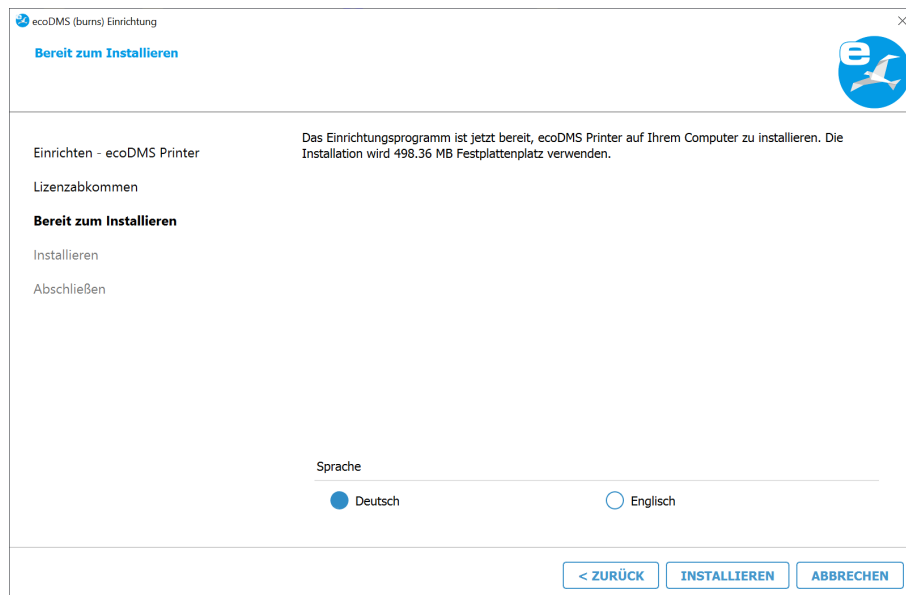 ecoDMS (burns) Einrichtung
Bereit zum Installieren
e
Einrichten - ecoDMS Printer
Lizenzabkommen
Bereit zum Installieren
Installieren
Abschließen
Das Einrichtungsprogramm ist jetzt bereit, ecoDMS Printer auf Ihrem Computer zu installieren. Die
Installation wird 498.36 MB Festplattenplatz verwenden.
Sprache
Deutsch Englisch
< ZURÜCK INSTALLIEREN ABBRECHEN